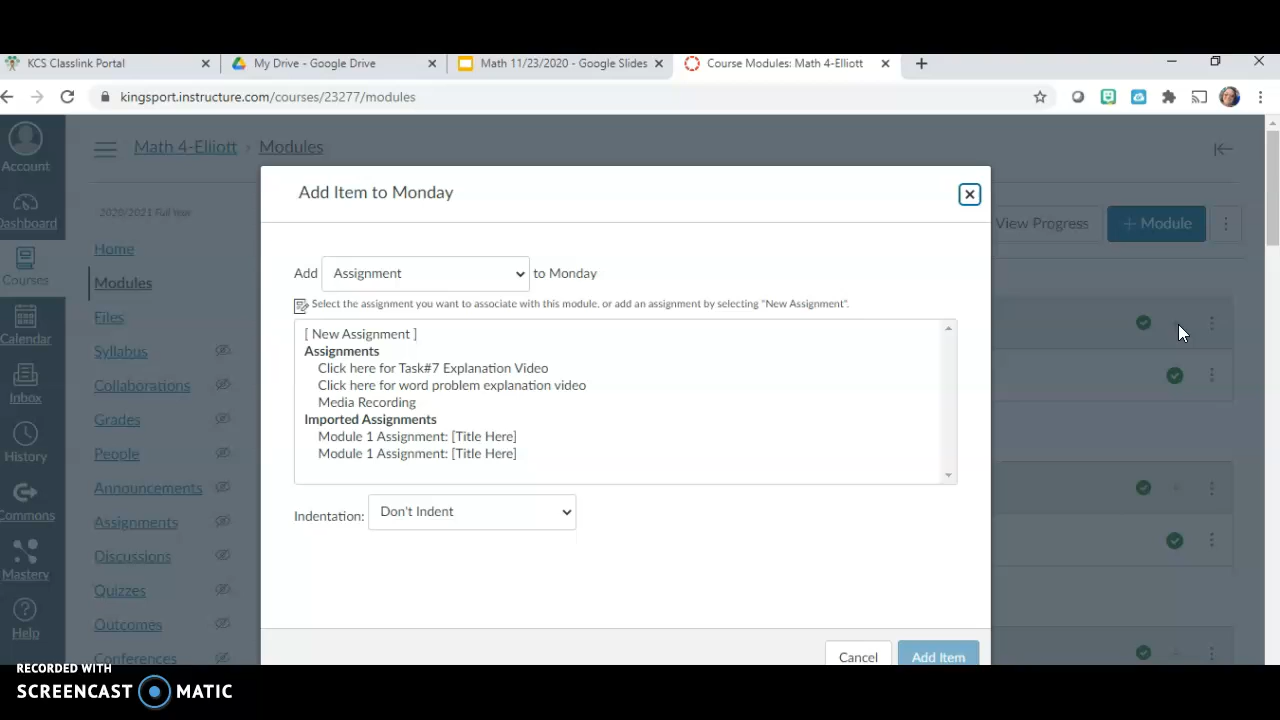 KCS Classlink Portal
My Drive - Google Drive
Math 11/23/2020 - Google Slides
Course Modules: Math 4-Elliott
kingsport.instructure.com/courses/23277/modules
Account
Dashboard
Courses
Calendar
Inbox
History
Commons
Mastery
Help
Math 4-Elliott › Modules
2020/2021 Full Year
Home
Modules
Files
Syllabus
Collaborations
Grades
People
Announcements
Assignments
Discussions
Quizzes
Outcomes
Conferences
View Progress
+ Module
Add Item to Monday
Add Assignment to Monday
Select the assignment you want to associate with this module, or add an assignment by selecting "New Assignment".
[ New Assignment ]
Assignments
Click here for Task#7 Explanation Video
Click here for word problem explanation video
Media Recording
Imported Assignments
Module 1 Assignment: [Title Here]
Module 1 Assignment: [Title Here]
Indentation: Don't Indent
Cancel
Add Item
RECORDED WITH
SCREENCAST MATIC